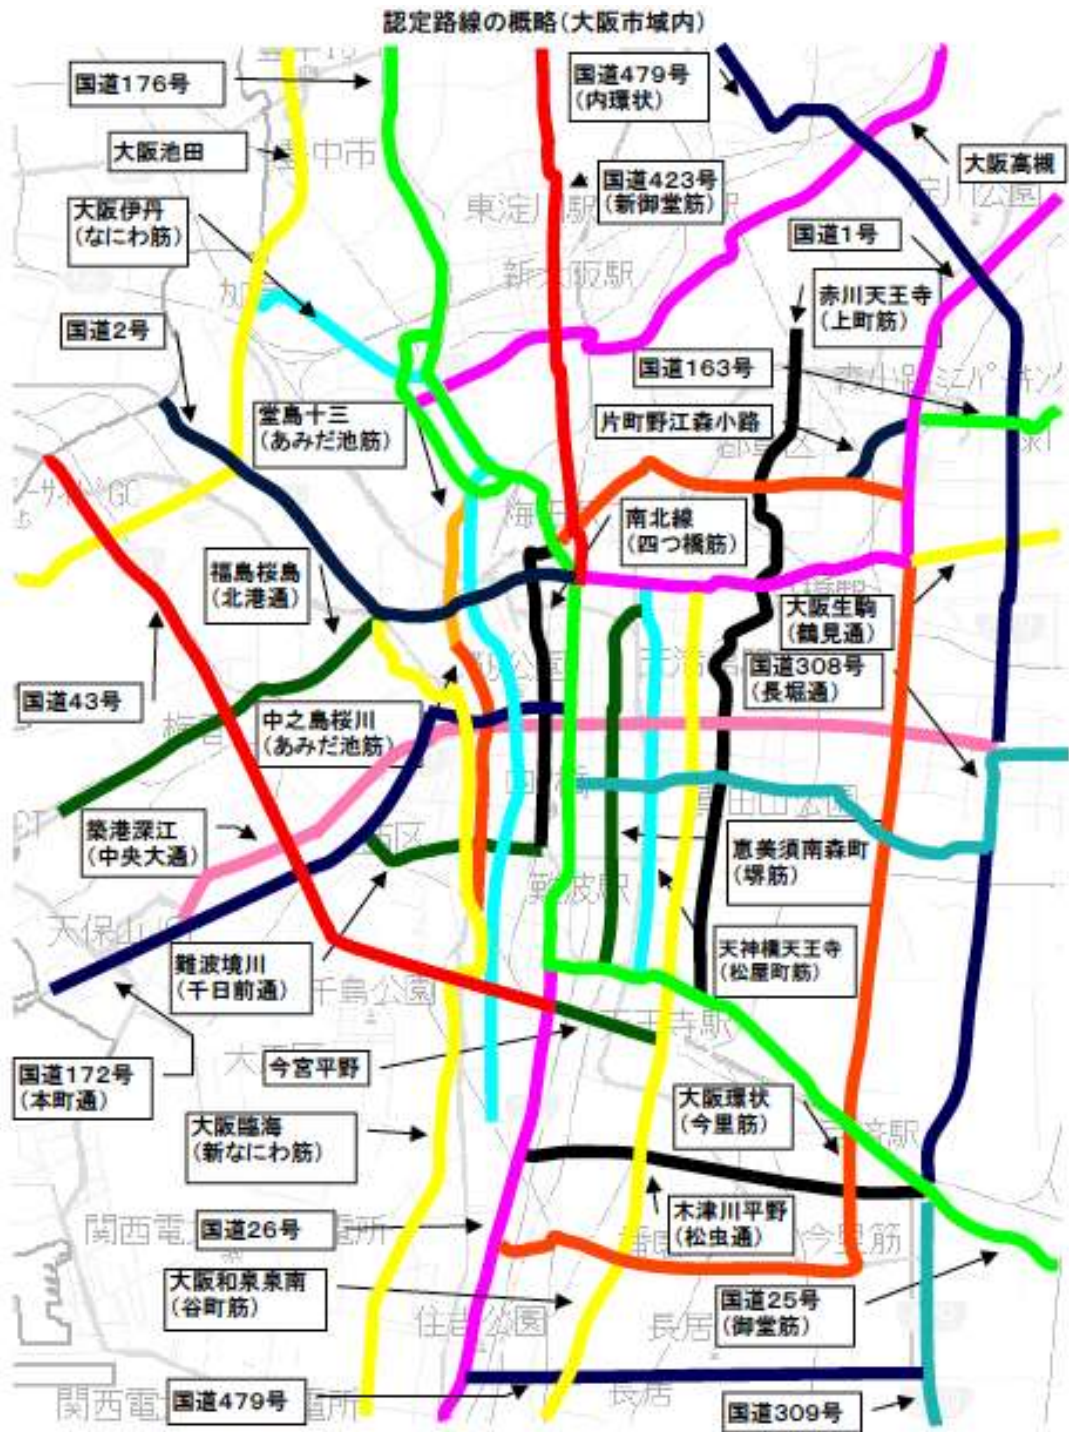 認定路線の概略(大阪市域内)
国道176号
国道479号
(内環状)
大阪池田
豊中市
大阪高槻
国道423号
(新御堂筋)
大阪伊丹
(なにわ筋)
国道1号
新大阪駅
赤川天王寺
(上町筋)
国道2号
国道163号
堂島十三
(あみだ池筋)
片町野江森小路
南北線
(四つ橋筋)
福島桜島
(北港通)
大阪生駒
(鶴見通)
国道308号
(長堀通)
国道43号
中之島桜川
(あみだ池筋)
築港深江
(中央大通)
恵美須南森町
(堺筋)
難波駅
天神橋天王寺
(松屋町筋)
難波境川
(千日前通)
千島公園
今宮平野
国道172号
(本町通)
大阪環状
(今里筋)
大阪臨海
(新なにわ筋)
木津川平野
(松虫通)
国道26号
今里筋
大阪和泉泉南
(谷町筋)
国道25号
(御堂筋)
住吉公園
長居
国道479号
長居
国道309号